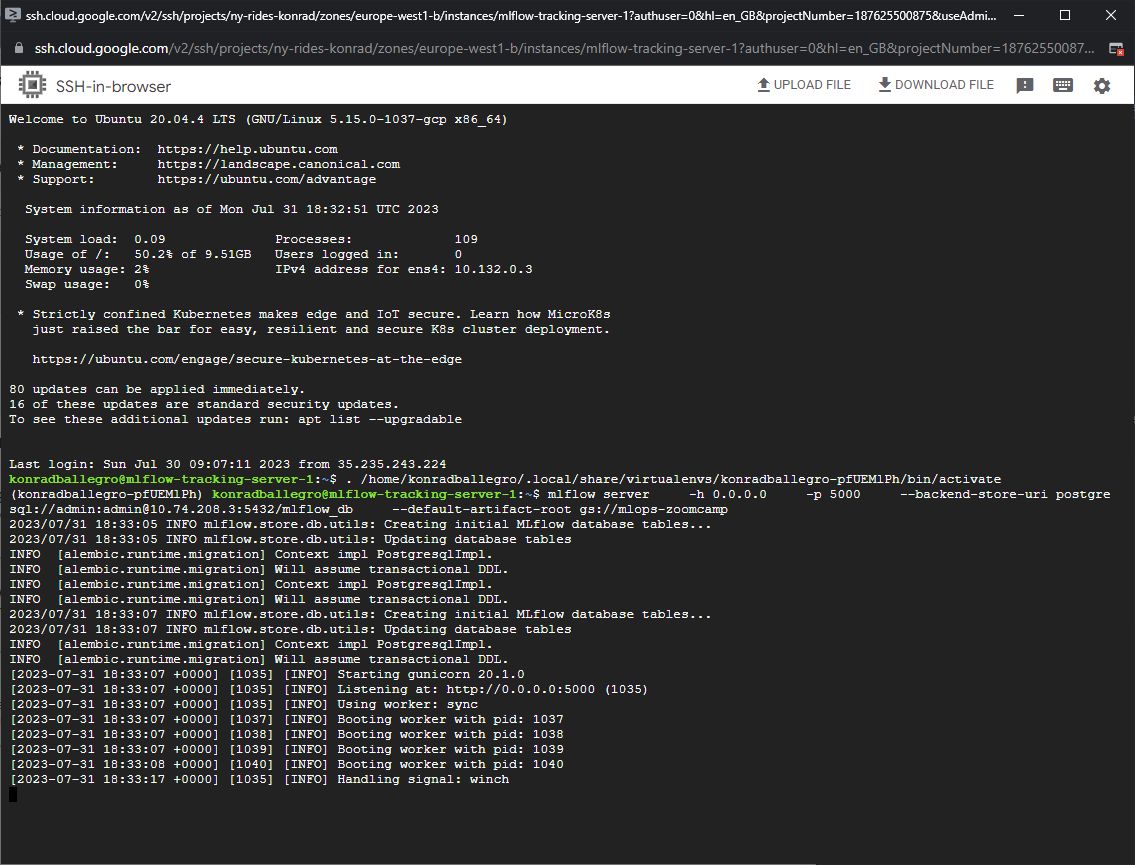 ssh.cloud.google.com/v2/ssh/projects/ny-rides-konrad/zones/europe-west1-b/instances/mlflow-tracking-server-1?authuser=0&hl=en_GB&projectNumber=187625500875&useAdmi...
ssh.cloud.google.com/v2/ssh/projects/ny-rides-konrad/zones/europe-west1-b/instances/mlflow-tracking-server-1?authuser=0&hl=en_GB&projectNumber=18762550087...
SSH-in-browser UPLOAD FILE DOWNLOAD FILE
Welcome to Ubuntu 20.04.4 LTS (GNU/Linux 5.15.0-1037-gcp x86_64)
* Documentation: https://help.ubuntu.com
* Management: https://landscape.canonical.com
* Support: https://ubuntu.com/advantage
System information as of Mon Jul 31 18:32:51 UTC 2023
System load: 0.09 Processes: 109
Usage of /: 50.2% of 9.51GB Users logged in: 0
Memory usage: 2% IPv4 address for ens4: 10.132.0.3
Swap usage: 0%
* Strictly confined Kubernetes makes edge and IoT secure. Learn how MicroK8s
just raised the bar for easy, resilient and secure K8s cluster deployment.
https://ubuntu.com/engage/secure-kubernetes-at-the-edge
80 updates can be applied immediately.
16 of these updates are standard security updates.
To see these additional updates run: apt list --upgradable
Last login: Sun Jul 30 09:07:11 2023 from 35.235.243.224
konradballegro@mlflow-tracking-server-1:~$ . /home/konradballegro/.local/share/virtualenvs/konradballegro-pfUEMlPh/bin/activate
(konradballegro-pfUEMlPh) konradballegro@mlflow-tracking-server-1:~$ mlflow server -h 0.0.0.0 -p 5000 --backend-store-uri postgre
sql://admin:admin@10.74.208.3:5432/mlflow_db --default-artifact-root gs://mlops-zoomcamp
2023/07/31 18:33:05 INFO mlflow.store.db.utils: Creating initial MLflow database tables...
2023/07/31 18:33:05 INFO mlflow.store.db.utils: Updating database tables
INFO [alembic.runtime.migration] Context impl PostgresqlImpl.
INFO [alembic.runtime.migration] Will assume transactional DDL.
INFO [alembic.runtime.migration] Context impl PostgresqlImpl.
INFO [alembic.runtime.migration] Will assume transactional DDL.
2023/07/31 18:33:07 INFO mlflow.store.db.utils: Creating initial MLflow database tables...
2023/07/31 18:33:07 INFO mlflow.store.db.utils: Updating database tables
INFO [alembic.runtime.migration] Context impl PostgresqlImpl.
INFO [alembic.runtime.migration] Will assume transactional DDL.
[2023-07-31 18:33:07 +0000] [1035] [INFO] Starting gunicorn 20.1.0
[2023-07-31 18:33:07 +0000] [1035] [INFO] Listening at: http://0.0.0.0:5000 (1035)
[2023-07-31 18:33:07 +0000] [1035] [INFO] Using worker: sync
[2023-07-31 18:33:07 +0000] [1037] [INFO] Booting worker with pid: 1037
[2023-07-31 18:33:07 +0000] [1038] [INFO] Booting worker with pid: 1038
[2023-07-31 18:33:07 +0000] [1039] [INFO] Booting worker with pid: 1039
[2023-07-31 18:33:08 +0000] [1040] [INFO] Booting worker with pid: 1040
[2023-07-31 18:33:17 +0000] [1035] [INFO] Handling signal: winch